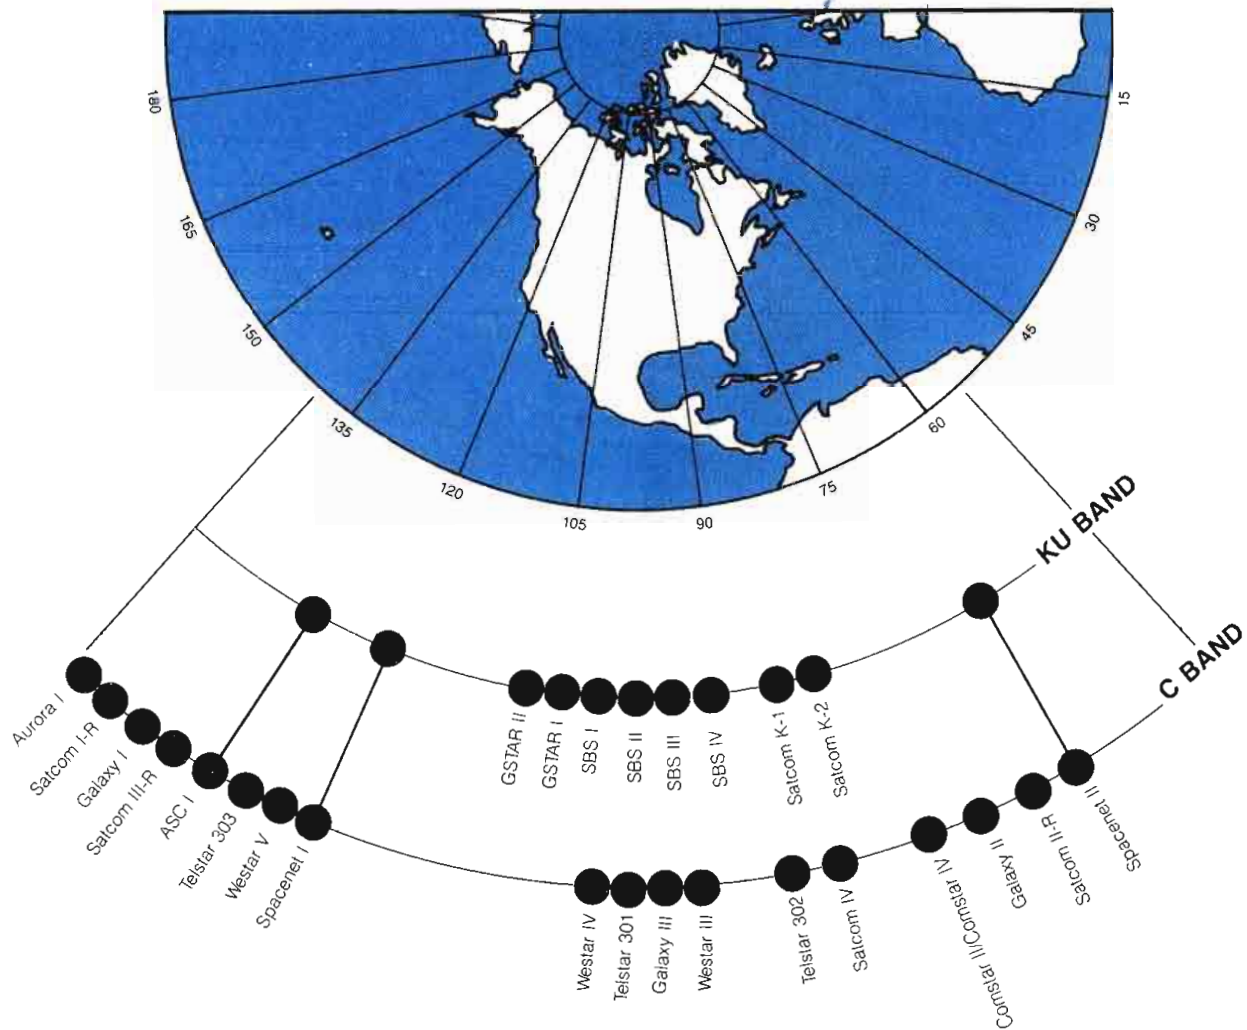 180
165
150
135
120
105
90
75
60
45
30
15
KU BAND
C BAND
GSTAR II
GSTAR I
SBS I
SBS II
SBS III
SBS IV
Satcom K-1
Satcom K-2
Aurora I
Satcom I-R
Galaxy I
Satcom III-R
ASC I
Telstar 303
Westar V
Spacenet I
Westar IV
Telstar 301
Galaxy III
Westar III
Telstar 302
Satcom IV
Comstar II/Comstar IV
Galaxy II
Satcom II-R
Spacenet II